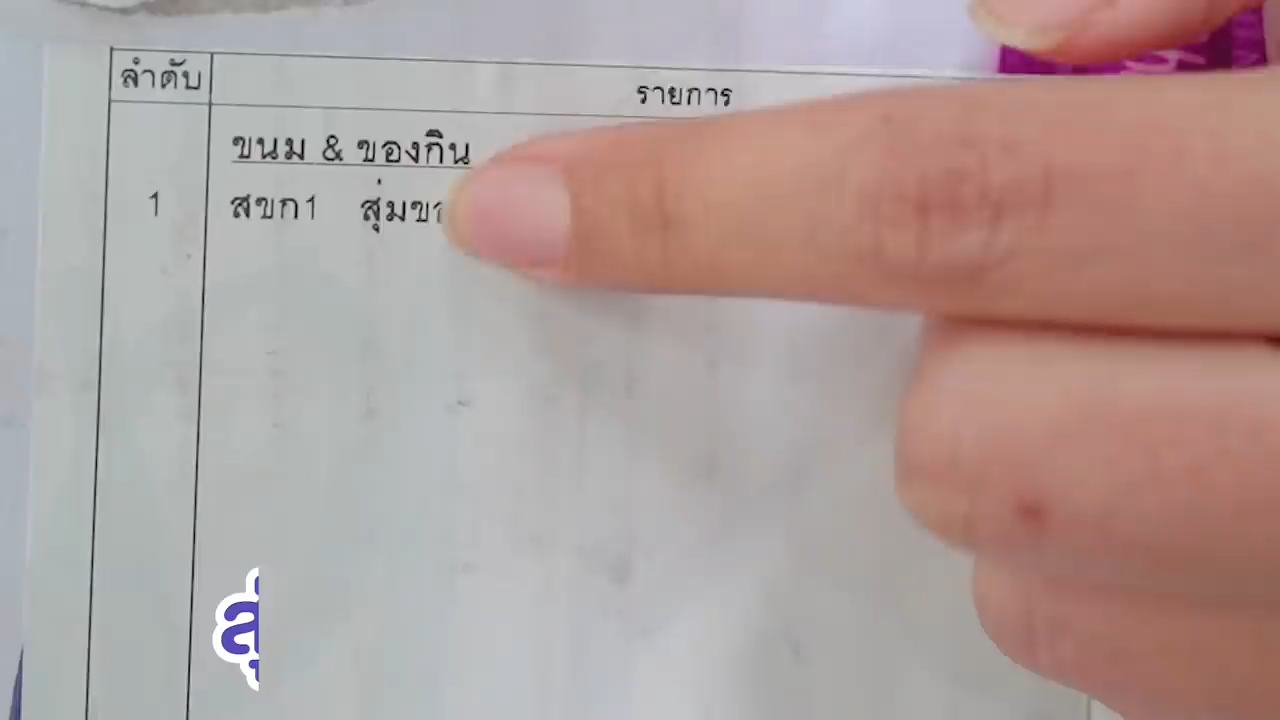 ลำดับ
รายการ
ขนม & ของกิน
1 สขก1